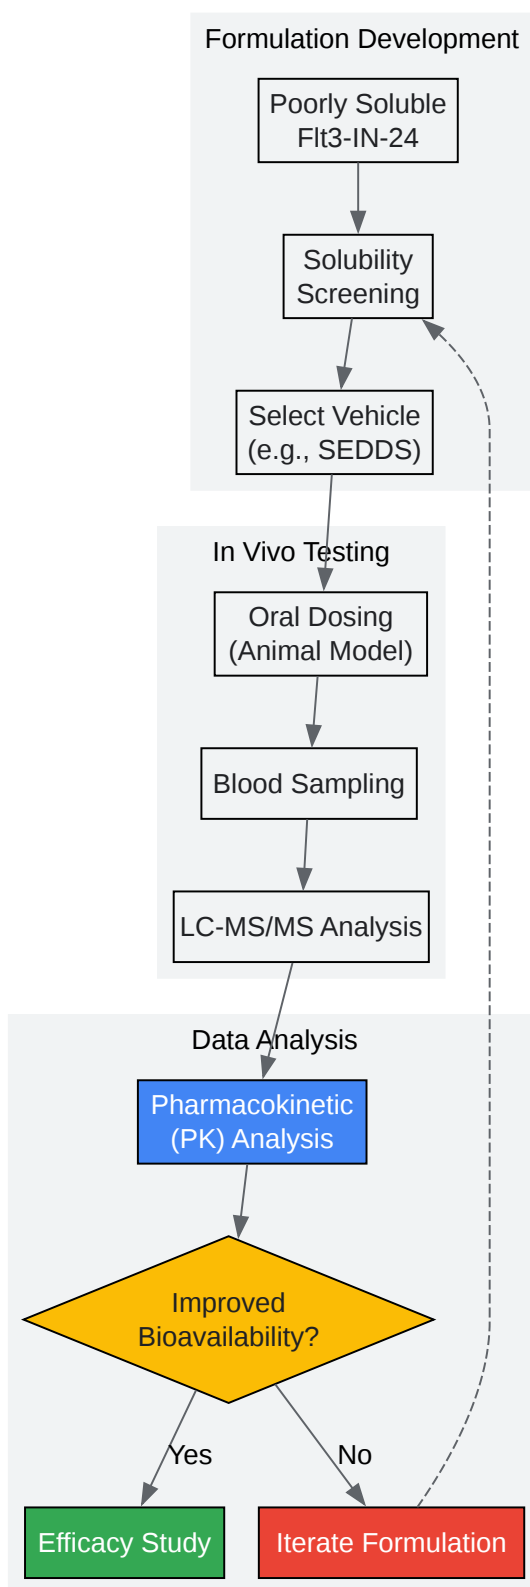 Formulation Development
Poorly Soluble
Flt3-IN-24
Solubility
Screening
Select Vehicle
(e.g., SEDDS)
In Vivo Testing
Oral Dosing
(Animal Model)
Blood Sampling
LC-MS/MS Analysis
Data Analysis
Pharmacokinetic
(PK) Analysis
Improved
Bioavailability?
Yes
No
Efficacy Study
Iterate Formulation